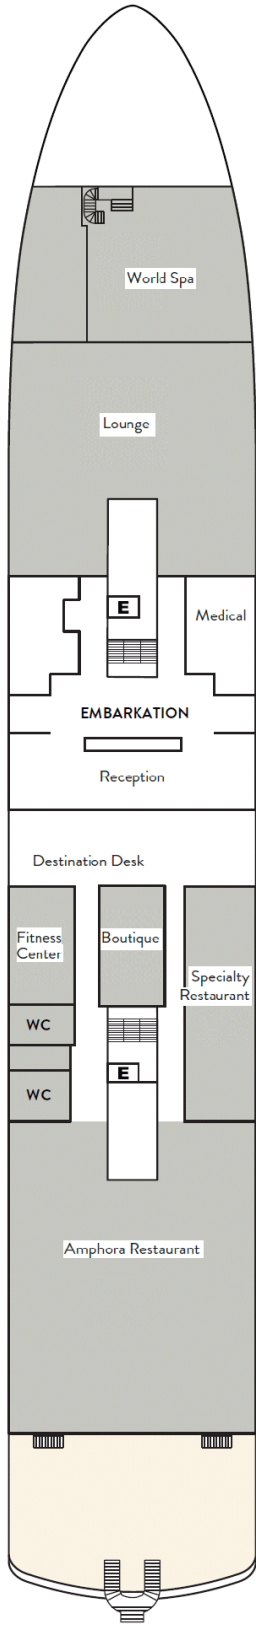 World Spa
Lounge
E
Medical
EMBARKATION
Reception
Destination Desk
Fitness
Center
Boutique
Specialty
Restaurant
WC
E
WC
Amphora Restaurant